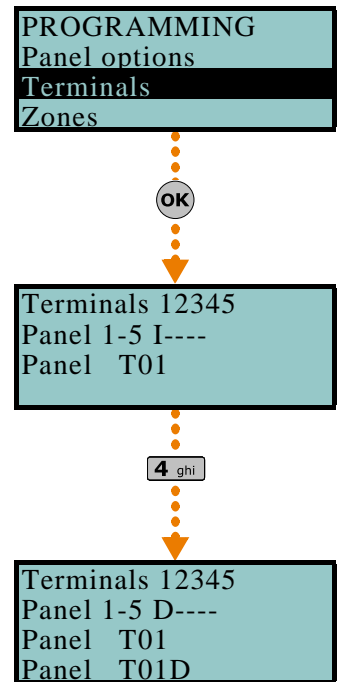 PROGRAMMING
Panel options
Terminals
Zones
OK
Terminals 12345
Panel 1-5 I----
Panel T01
4 ghi
Terminals 12345
Panel 1-5 D----
Panel T01
Panel T01D